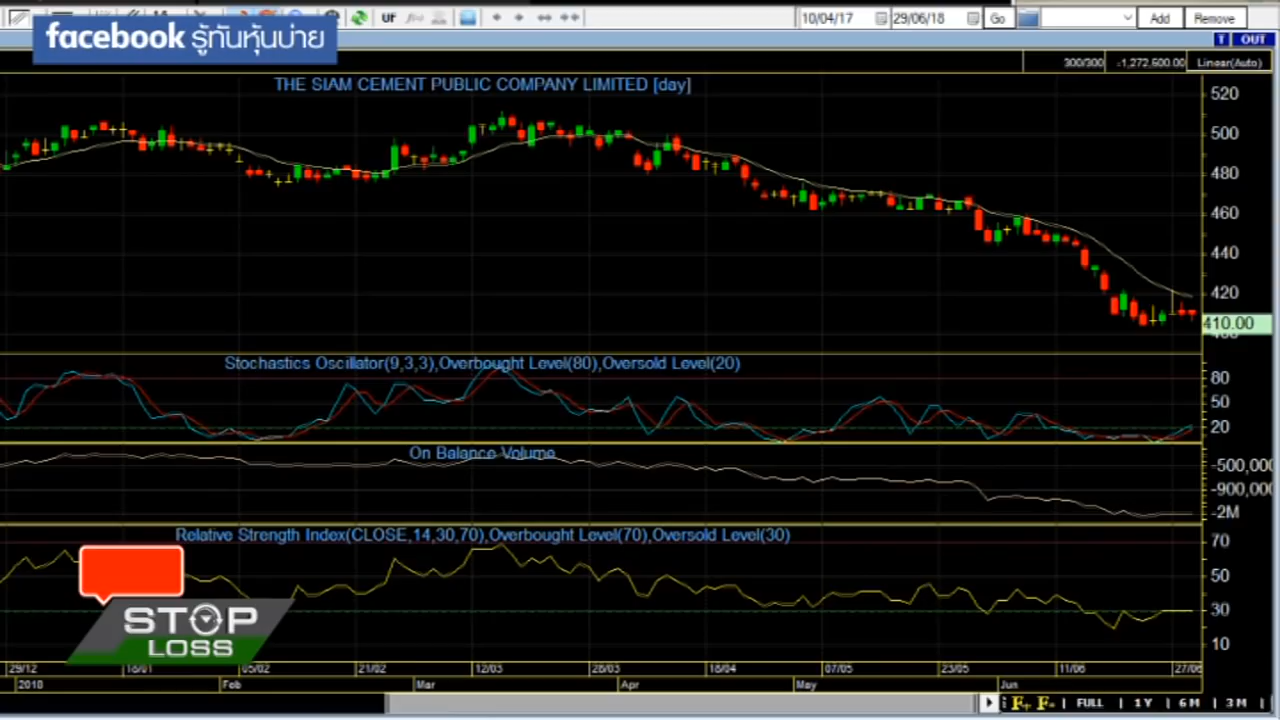 UF
10/04/17
29/06/18
Go
Add
Remove
facebook รู้ทันหุ้นบ่าย
T
OUT
300/300
-1,272,500.00
Linear(Auto)
THE SIAM CEMENT PUBLIC COMPANY LIMITED [day]
520
500
480
460
440
420
410.00
Stochastics Oscillator(9,3,3),Overbought Level(80),Oversold Level(20)
80
50
20
On Balance Volume
-500,000
-900,000
-2M
Relative Strength Index(CLOSE,14,30,70),Overbought Level(70),Oversold Level(30)
70
50
30
10
STOP
LOSS
29/12 18/01 05/02 21/02 12/03 28/03 18/04 07/05 23/05 11/06 27/06
2018 Feb Mar Apr May Jun
F+ F- FULL 1Y 6M 3M